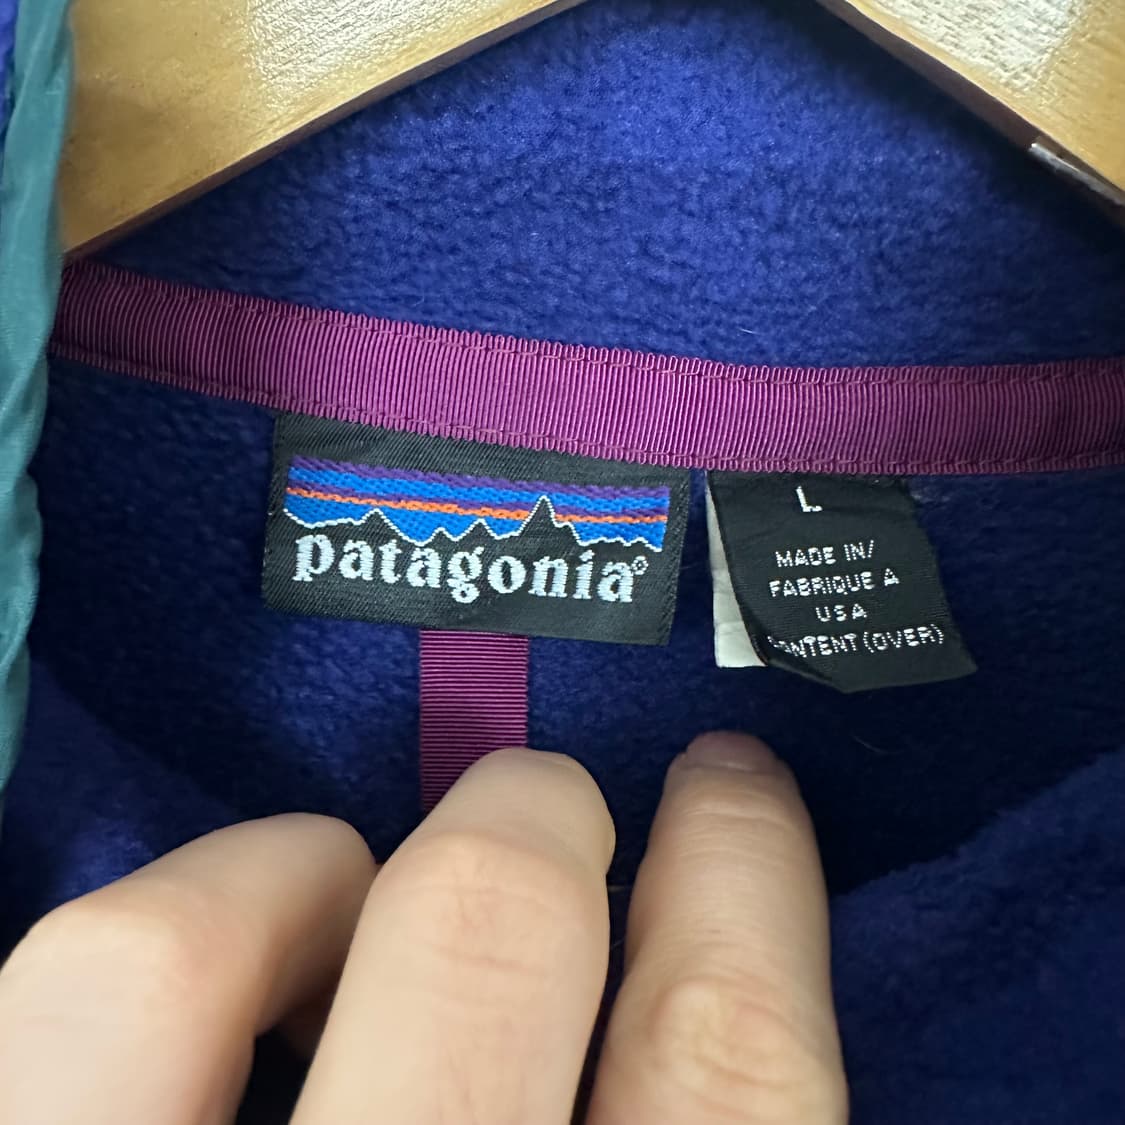 patagonia®
L
MADE IN/
FABRIQUE A
USA
CONTENT (OVER)